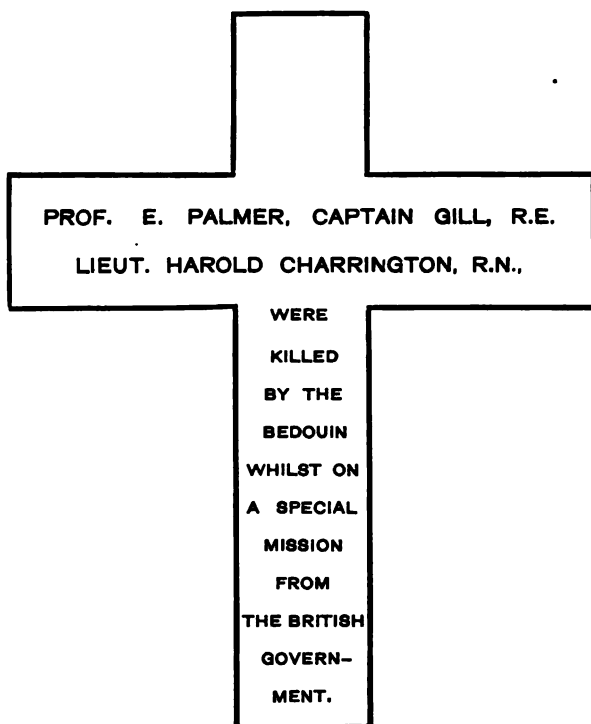 PROF. E. PALMER, CAPTAIN GILL, R.E.
LIEUT. HAROLD CHARRINGTON, R.N.,
WERE
KILLED
BY THE
BEDOUIN
WHILST ON
A SPECIAL
MISSION
FROM
THE BRITISH
GOVERN-
MENT.